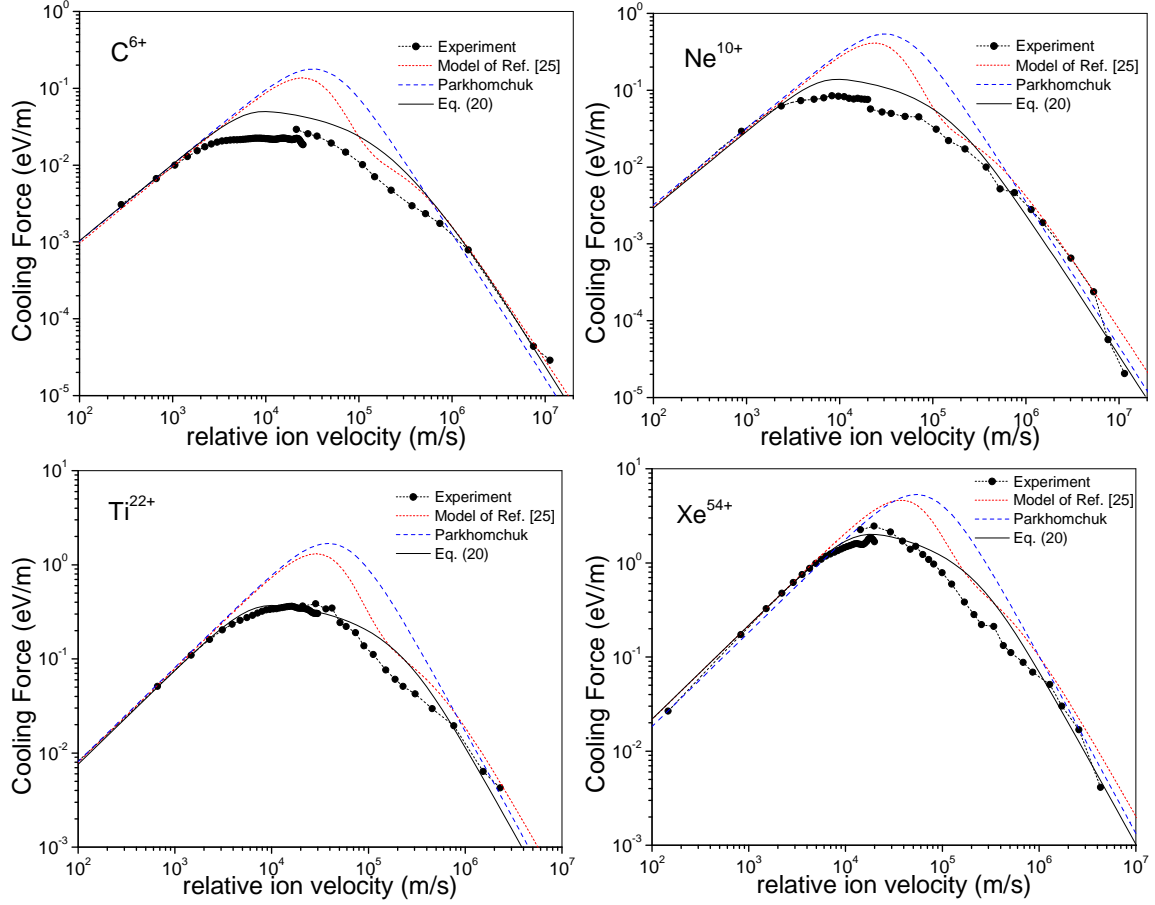 C6+
Experiment
Model of Ref. [25]
Parkhomchuk
Eq. (20)
Cooling Force (eV/m)
10^1
10^0
10^-1
10^-2
10^-3
10^-4
10^-5
10^2 10^3 10^4 10^5 10^6 10^7
relative ion velocity (m/s)
Ne10+
Experiment
Model of Ref. [25]
Parkhomchuk
Eq. (20)
Cooling Force (eV/m)
10^0
10^-1
10^-2
10^-3
10^-4
10^-5
10^2 10^3 10^4 10^5 10^6 10^7
relative ion velocity (m/s)
Ti22+
Experiment
Model of Ref. [25]
Parkhomchuk
Eq. (20)
Cooling Force (eV/m)
10^1
10^0
10^-1
10^-2
10^-3
10^2 10^3 10^4 10^5 10^6 10^7
relative ion velocity (m/s)
Xe54+
Experiment
Model of Ref. [25]
Parkhomchuk
Eq. (20)
Cooling Force (eV/m)
10^1
10^0
10^-1
10^-2
10^-3
10^2 10^3 10^4 10^5 10^6 10^7
relative ion velocity (m/s)